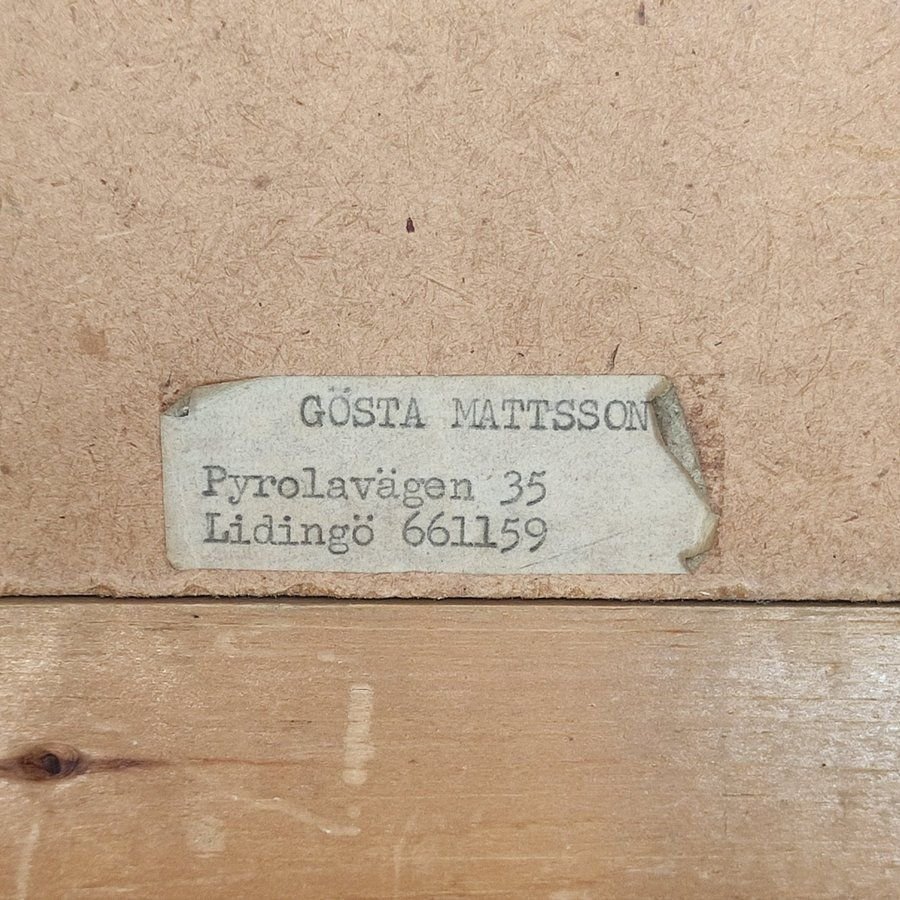 GÖSTA MATTSSON
Pyrolavägen 35
Lidingö 661159